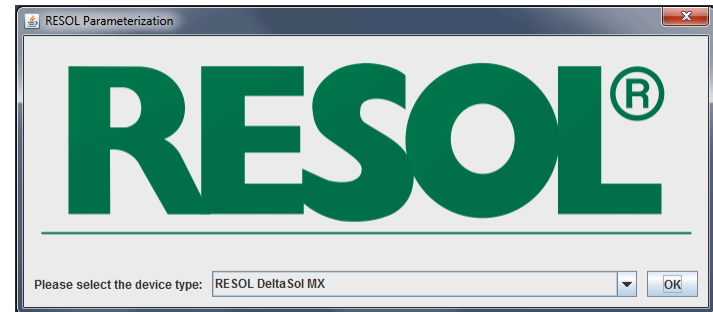 RESOL Parameterization
RESOL®
Please select the device type: RESOL DeltaSol MX OK